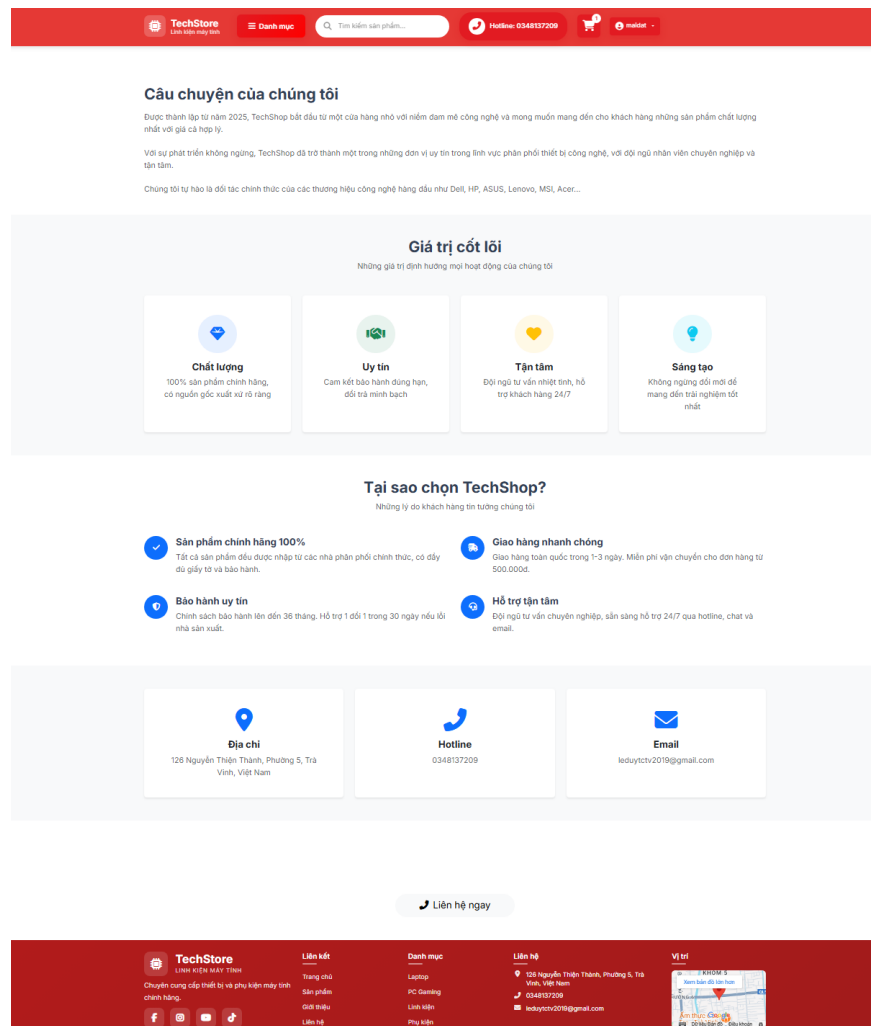 TechStore
Linh kiện máy tính
Danh mục
Tìm kiếm sản phẩm...
Hotline: 0348137209
1
maidat
Câu chuyện của chúng tôi
Được thành lập từ năm 2025, TechShop bắt đầu từ một cửa hàng nhỏ với niềm đam mê công nghệ và mong muốn mang đến cho khách hàng những sản phẩm chất lượng
nhất với giá cả hợp lý.
Với sự phát triển không ngừng, TechShop đã trở thành một trong những đơn vị uy tín trong lĩnh vực phân phối thiết bị công nghệ, với đội ngũ nhân viên chuyên nghiệp và
tận tâm.
Chúng tôi tự hào là đối tác chính thức của các thương hiệu công nghệ hàng đầu như Dell, HP, ASUS, Lenovo, MSI, Acer...
Giá trị cốt lõi
Những giá trị định hướng mọi hoạt động của chúng tôi
Chất lượng
100% sản phẩm chính hãng,
có nguồn gốc xuất xứ rõ ràng
Uy tín
Cam kết bảo hành đúng hạn,
đổi trả minh bạch
Tận tâm
Đội ngũ tư vấn nhiệt tình, hỗ
trợ khách hàng 24/7
Sáng tạo
Không ngừng đổi mới để
mang đến trải nghiệm tốt
nhất
Tại sao chọn TechShop?
Những lý do khách hàng tin tưởng chúng tôi
Sản phẩm chính hãng 100%
Tất cả sản phẩm đều được nhập từ các nhà phân phối chính thức, có đầy
đủ giấy tờ và bảo hành.
Giao hàng nhanh chóng
Giao hàng toàn quốc trong 1-3 ngày. Miễn phí vận chuyển cho đơn hàng từ
500.000đ.
Bảo hành uy tín
Chính sách bảo hành lên đến 36 tháng. Hỗ trợ 1 đổi 1 trong 30 ngày nếu lỗi
nhà sản xuất.
Hỗ trợ tận tâm
Đội ngũ tư vấn chuyên nghiệp, sẵn sàng hỗ trợ 24/7 qua hotline, chat và
email.
Địa chỉ
126 Nguyễn Thiện Thành, Phường 5, Trà
Vinh, Việt Nam
Hotline
0348137209
Email
leduytctv2019@gmail.com
Liên hệ ngay
TechStore
LINH KIỆN MÁY TÍNH
Chuyên cung cấp thiết bị và phụ kiện máy tính
chính hãng.
Liên kết
Trang chủ
Sản phẩm
Giới thiệu
Liên hệ
Danh mục
Laptop
PC Gaming
Linh kiện
Phụ kiện
Liên hệ
126 Nguyễn Thiện Thành, Phường 5, Trà
Vinh, Việt Nam
0348137209
leduytctv2019@gmail.com
Vị trí
KHÓM 5
Xem bản đồ lớn hơn
Ẩm thực Google
Dữ liệu Bản đồ Điều khoản